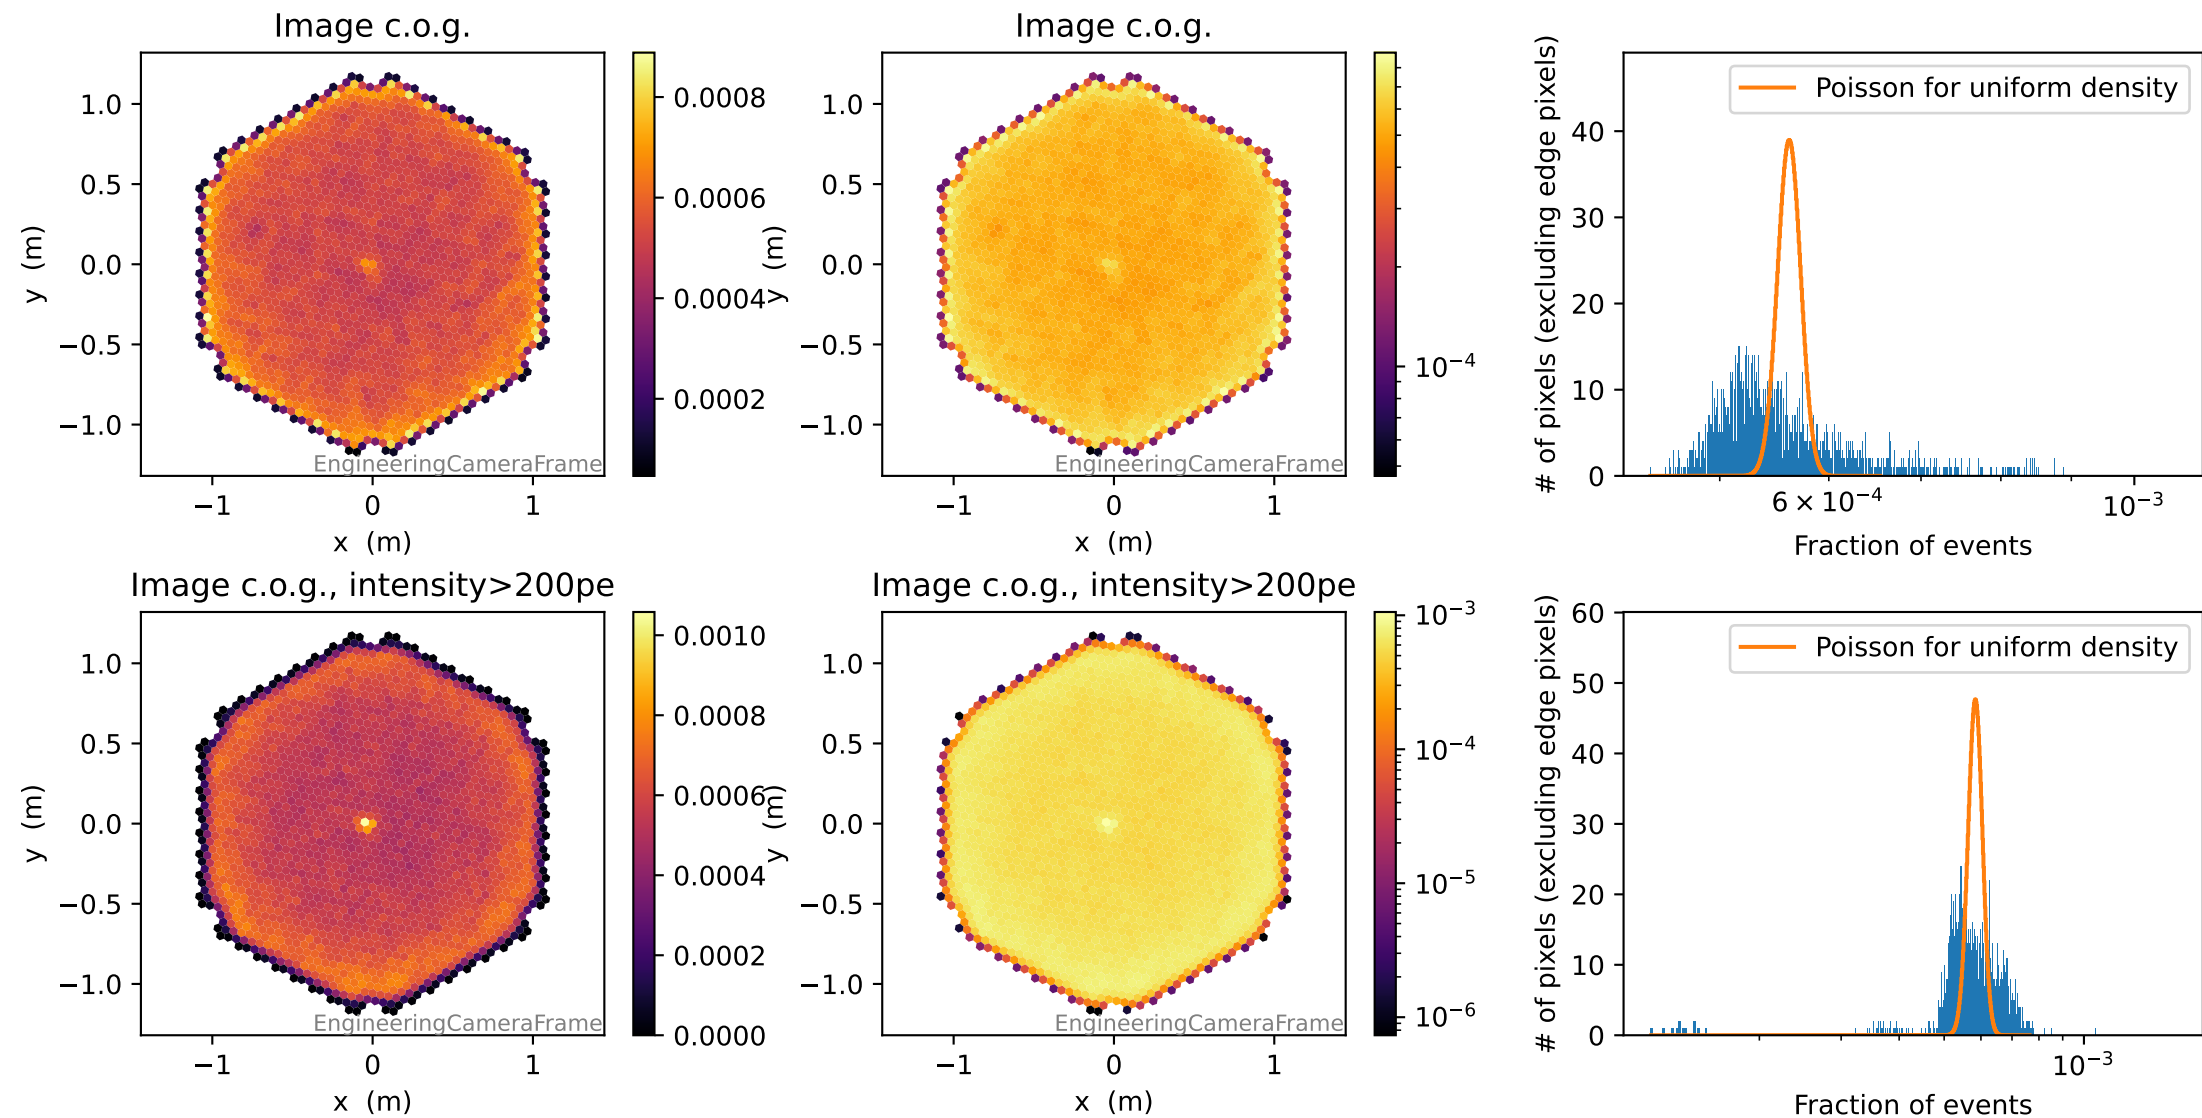 Image c.o.g.
1.0
0.5
0.0
−0.5
−1.0
y (m)
−1
0
1
x (m)
EngineeringCameraFrame
0.0008
0.0006
0.0004
0.0002
Image c.o.g.
1.0
0.5
0.0
−0.5
−1.0
y (m)
−1
0
1
x (m)
EngineeringCameraFrame
10⁻⁴
# of pixels (excluding edge pixels)
40
30
20
10
0
Poisson for uniform density
6 × 10⁻⁴
10⁻³
Fraction of events
Image c.o.g., intensity>200pe
1.0
0.5
0.0
−0.5
−1.0
y (m)
−1
0
1
x (m)
EngineeringCameraFrame
0.0010
0.0008
0.0006
0.0004
0.0002
0.0000
Image c.o.g., intensity>200pe
1.0
0.5
0.0
−0.5
−1.0
y (m)
−1
0
1
x (m)
EngineeringCameraFrame
10⁻³
10⁻⁴
10⁻⁵
10⁻⁶
# of pixels (excluding edge pixels)
60
50
40
30
20
10
0
Poisson for uniform density
10⁻³
Fraction of events